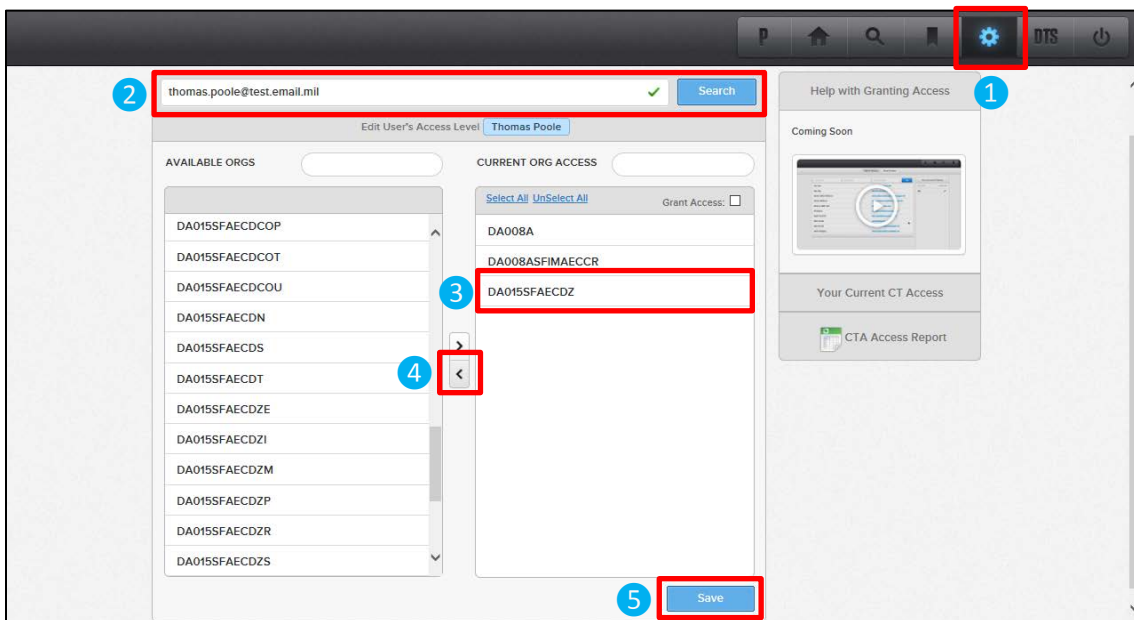 P DTS
1
2
thomas.poole@test.email.mil Search
Edit User's Access Level Thomas Poole
AVAILABLE ORGS
CURRENT ORG ACCESS
Select All UnSelect All Grant Access:
DA015SFAECDCOP
DA015SFAECDCOT
DA015SFAECDCOU
DA015SFAECDN
DA015SFAECDS
DA015SFAECDT
DA015SFAECDZE
DA015SFAECDZI
DA015SFAECDZM
DA015SFAECDZP
DA015SFAECDZR
DA015SFAECDZS
DA008A
DA008ASFIMAECCR
3
DA015SFAECDZ
4
5
Save
Help with Granting Access
Coming Soon
Your Current CT Access
CTA Access Report